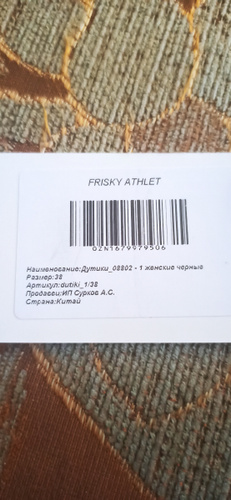 FRISKY ATHLET
OZN1679979506
Наименование:Дутики_08802 - 1 женские черные
Размер:38
Артикул:dutiki_1/38
Продавец:ИП Сурков А.С.
Страна:Китай